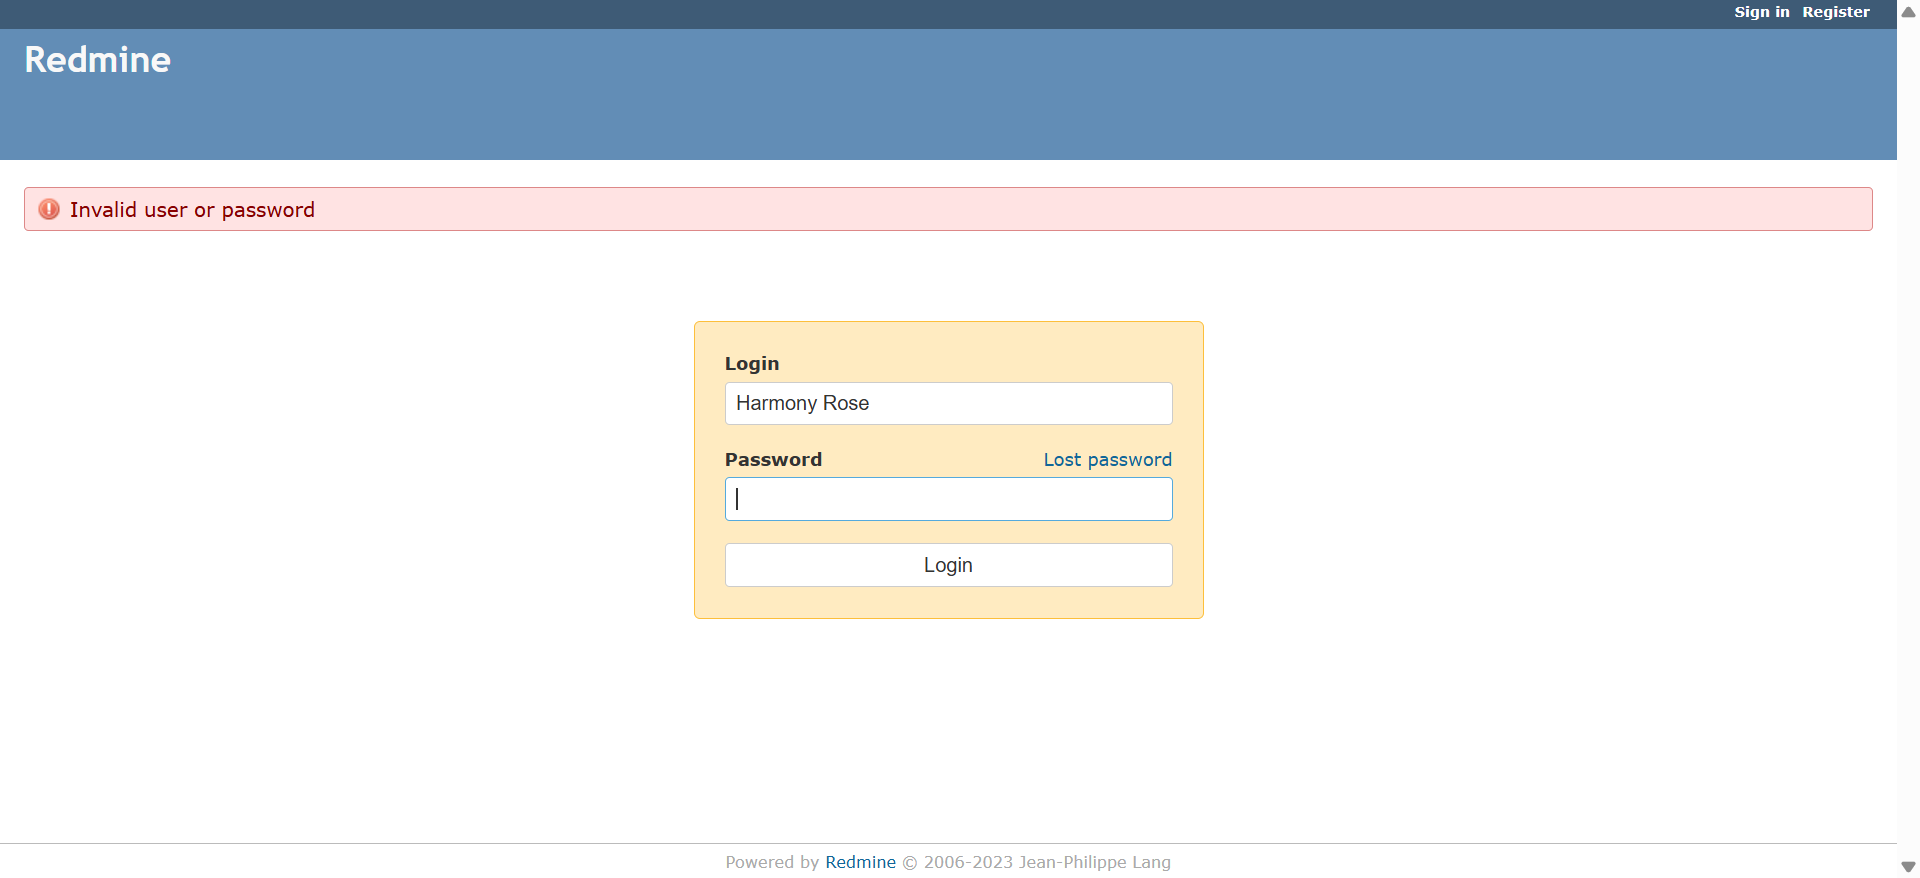 Sign in Register
Redmine
Invalid user or password
Login
Harmony Rose
Password Lost password
Login
Powered by Redmine © 2006-2023 Jean-Philippe Lang